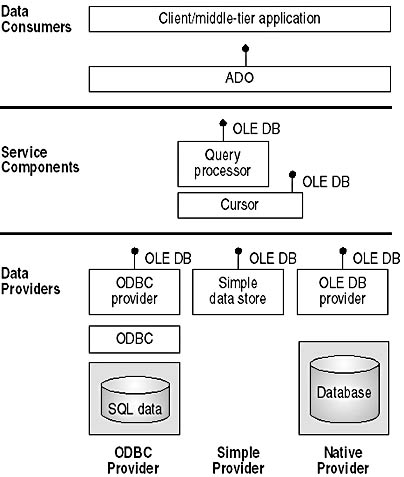 Data
Consumers
Client/middle-tier application
ADO
Service
Components
OLE DB
Query
processor
OLE DB
Cursor
Data
Providers
OLE DB
OLE DB
OLE DB
ODBC
provider
Simple
data store
OLE DB
provider
ODBC
SQL data
Database
ODBC
Provider
Simple
Provider
Native
Provider